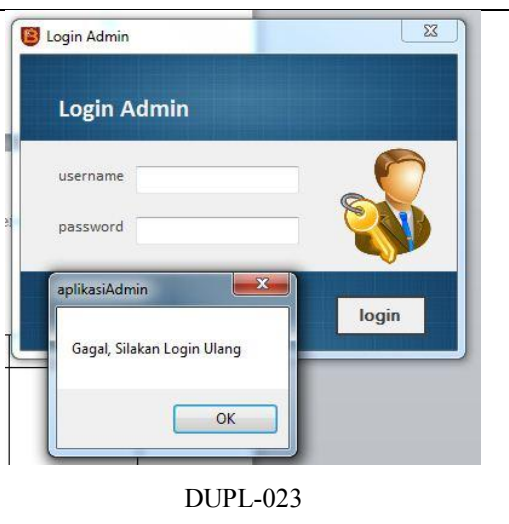 Login Admin
Login Admin
username
password
aplikasiAdmin
login
Gagal, Silakan Login Ulang
OK
DUPL-023